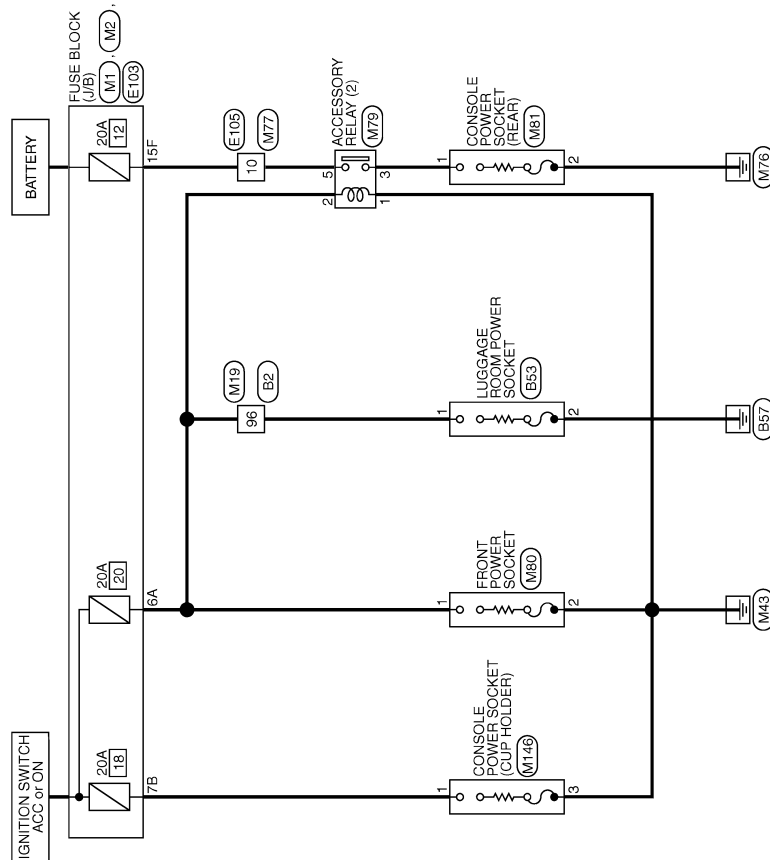 IGNITION SWITCH
ACC or ON
BATTERY
FUSE BLOCK
(J/B)
M1 , M2 ,
E103
20A
18
7B
20A
20
6A
20A
12
15F
M19
96
B2
E105
10
M77
ACCESSORY
RELAY (2)
M79
2
5
1
3
CONSOLE
POWER SOCKET
(CUP HOLDER)
M146
1
3
FRONT
POWER
SOCKET
M80
1
2
LUGGAGE
ROOM POWER
SOCKET
B53
1
2
CONSOLE
POWER
SOCKET
(REAR)
M81
1
2
M43
B57
M76